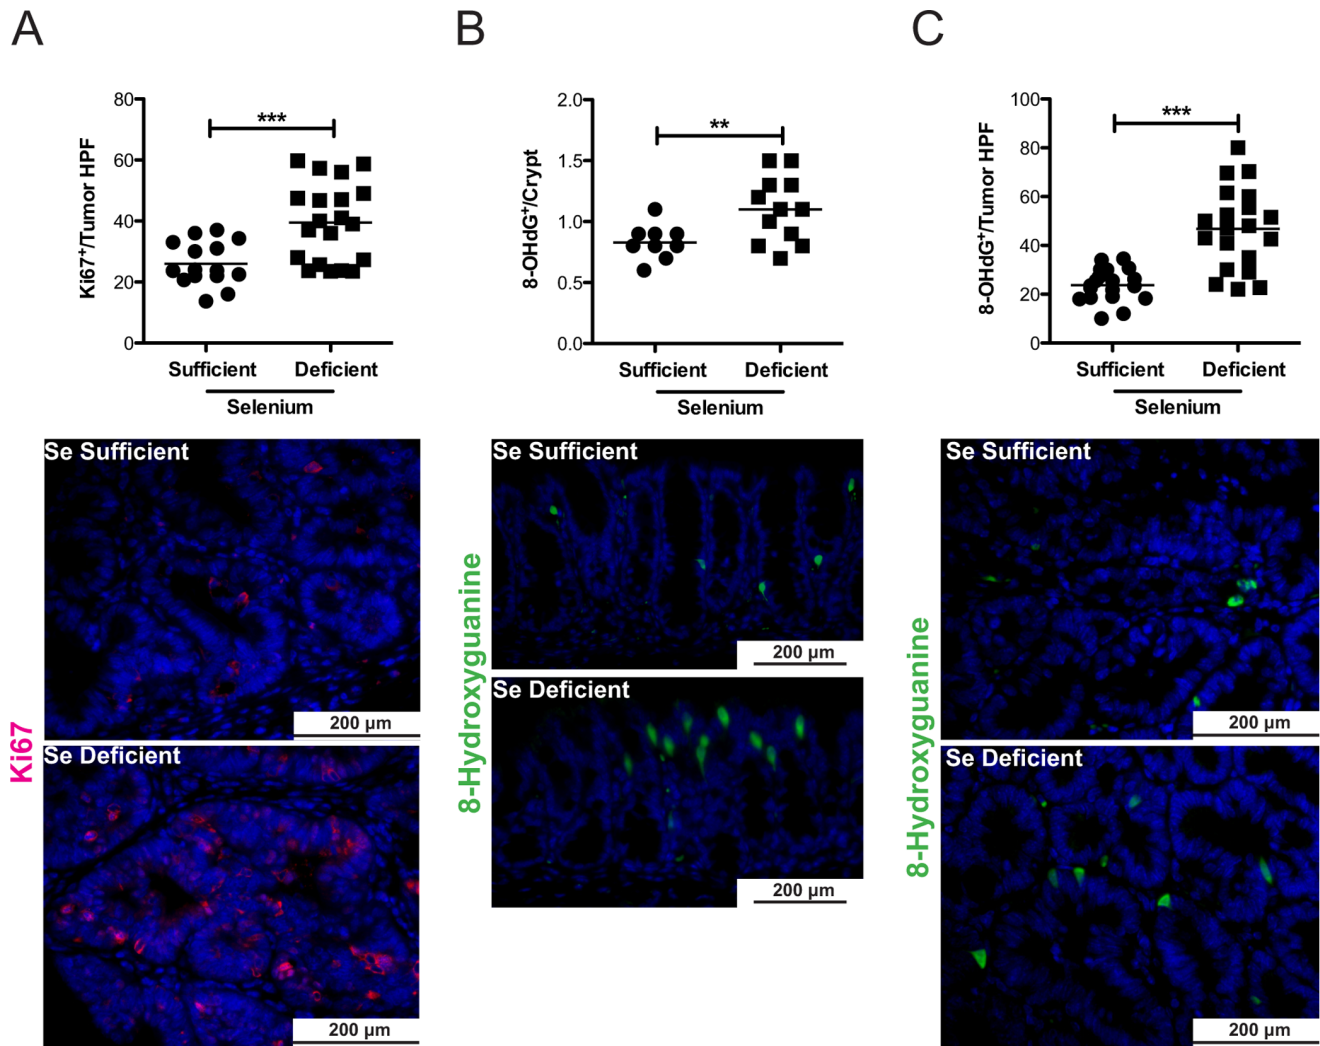 A
B
C
80
60
40
20
0
Ki67⁺/Tumor HPF
***
Sufficient
Deficient
Selenium
2.0
1.5
1.0
0.5
0.0
8-OHdG⁺/Crypt
**
Sufficient
Deficient
Selenium
100
80
60
40
20
0
8-OHdG⁺/Tumor HPF
***
Sufficient
Deficient
Selenium
Ki67
Se Sufficient
200 µm
Se Deficient
200 µm
8-Hydroxyguanine
Se Sufficient
200 µm
Se Deficient
200 µm
8-Hydroxyguanine
Se Sufficient
200 µm
Se Deficient
200 µm